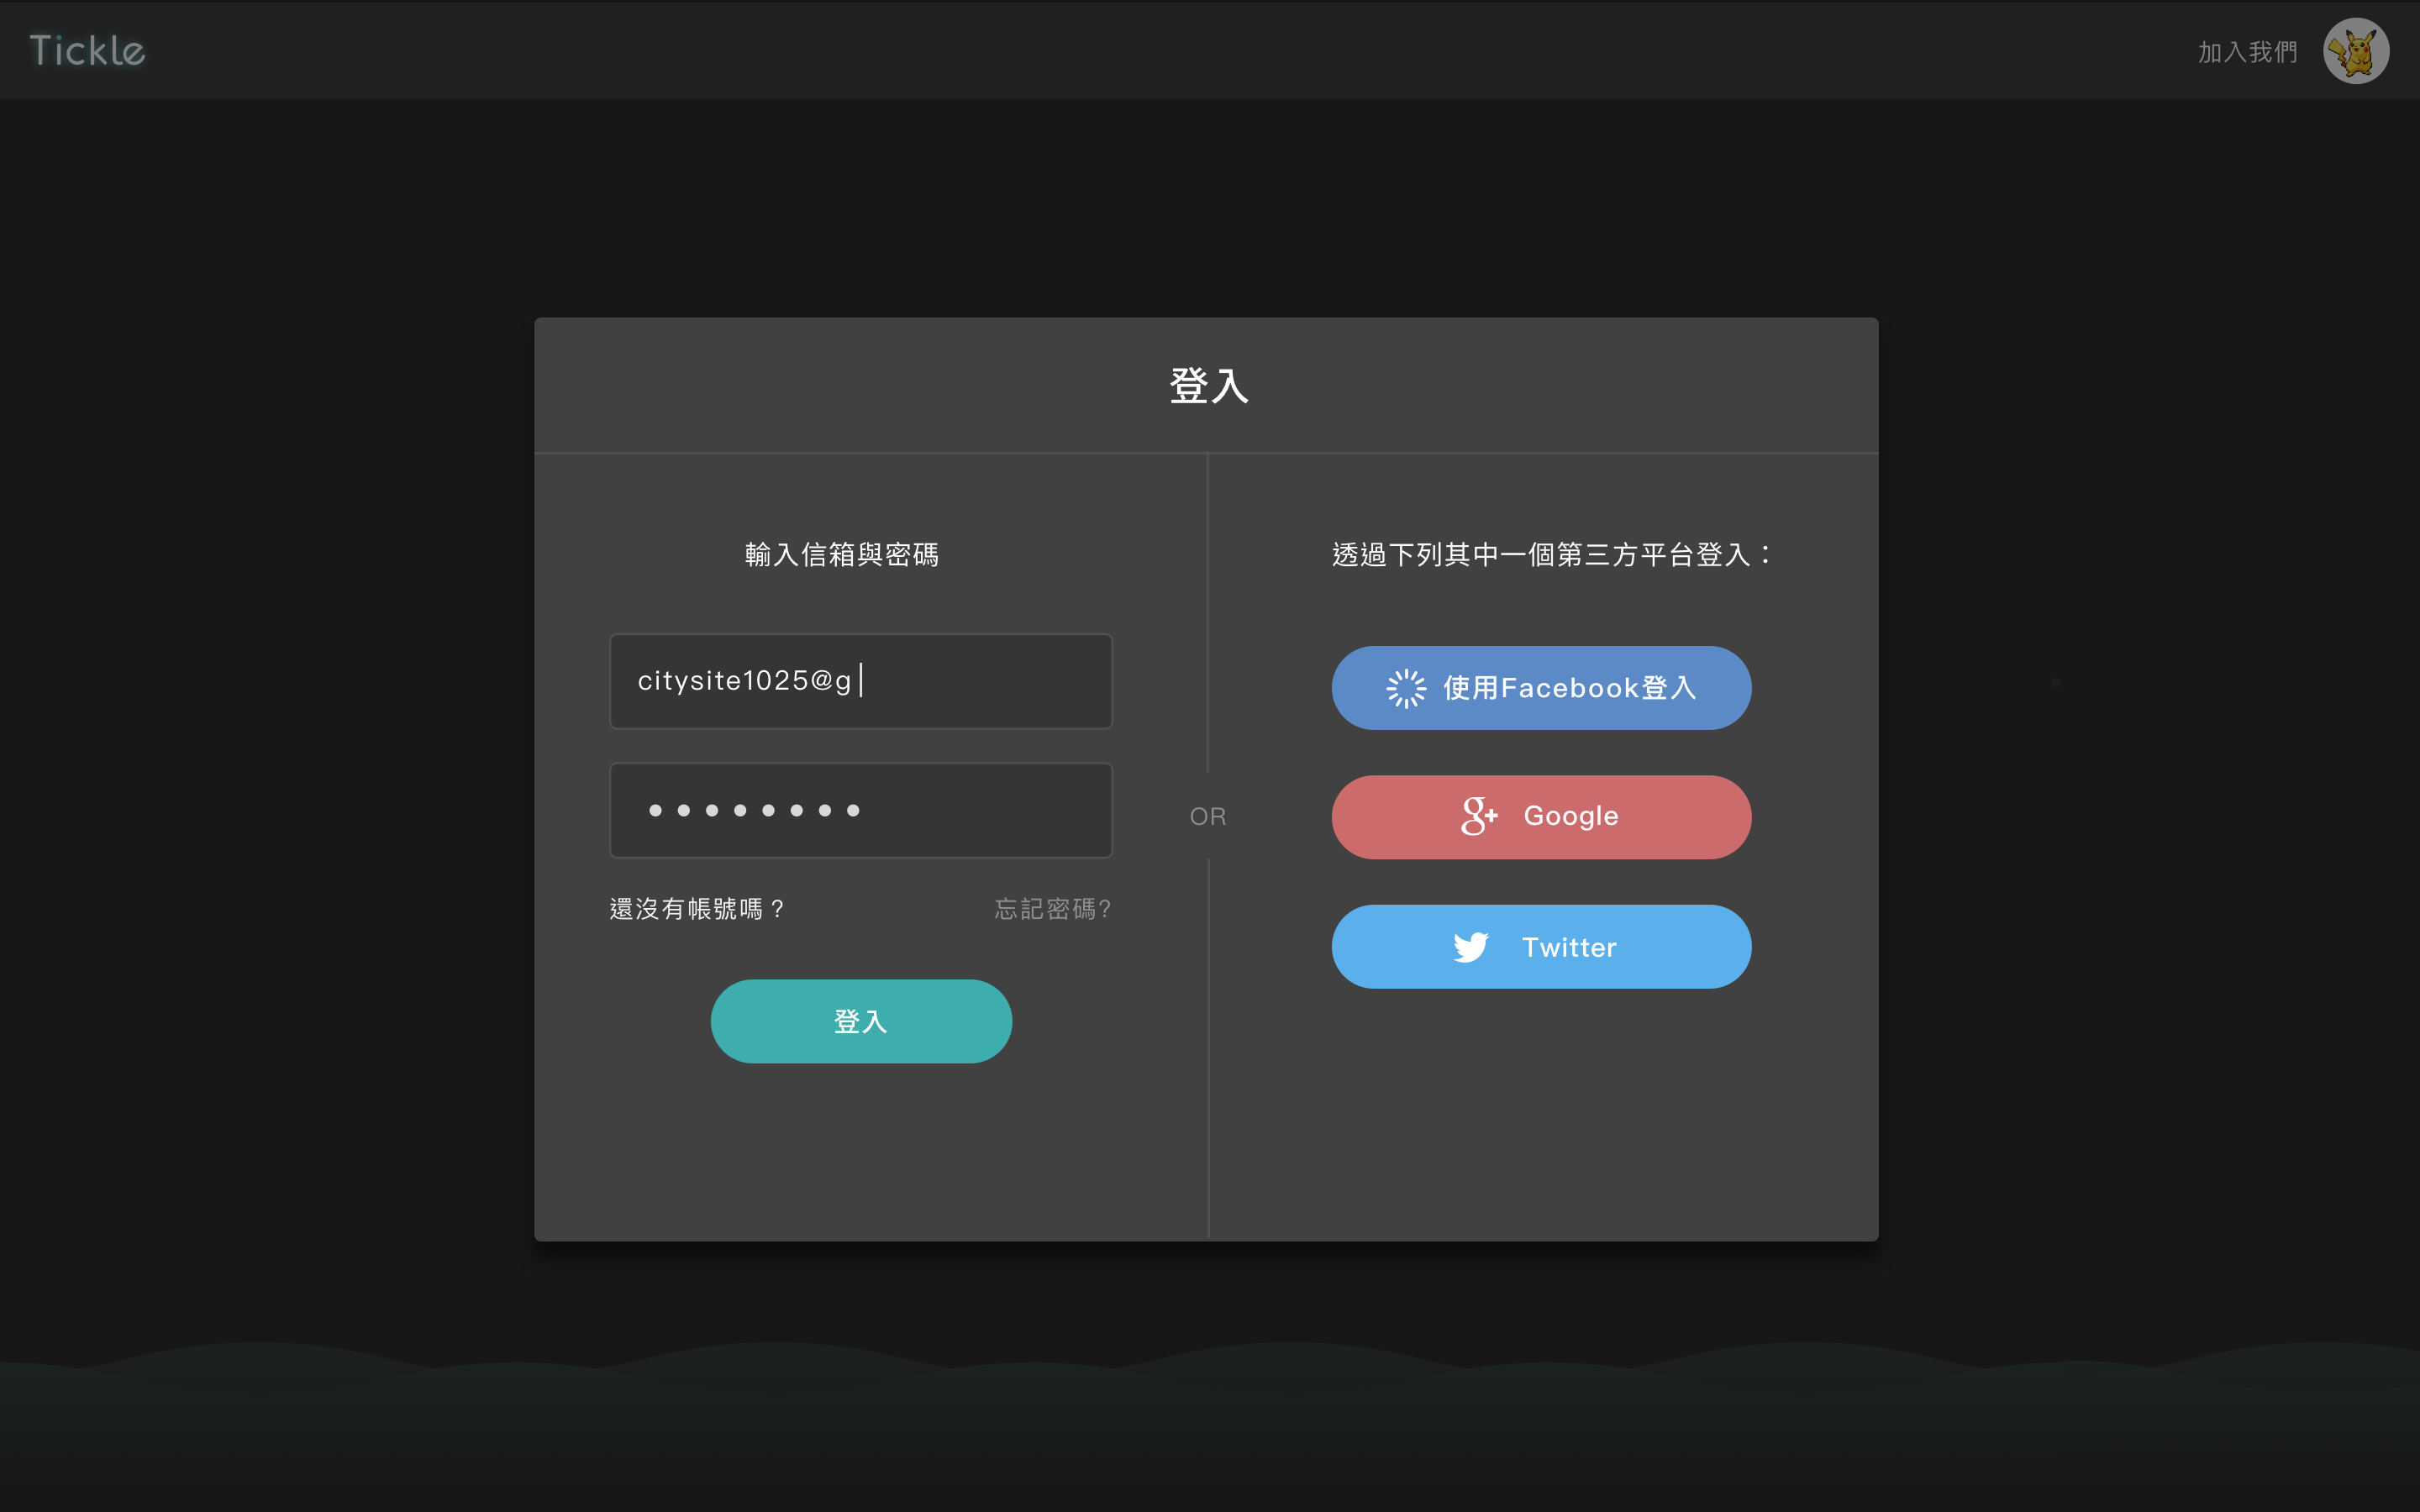 Tickle
加入我們
登入
輸入信箱與密碼
citysite1025@g
••••••••
還沒有帳號嗎？
忘記密碼?
登入
OR
透過下列其中一個第三方平台登入：
使用Facebook登入
g+ Google
Twitter